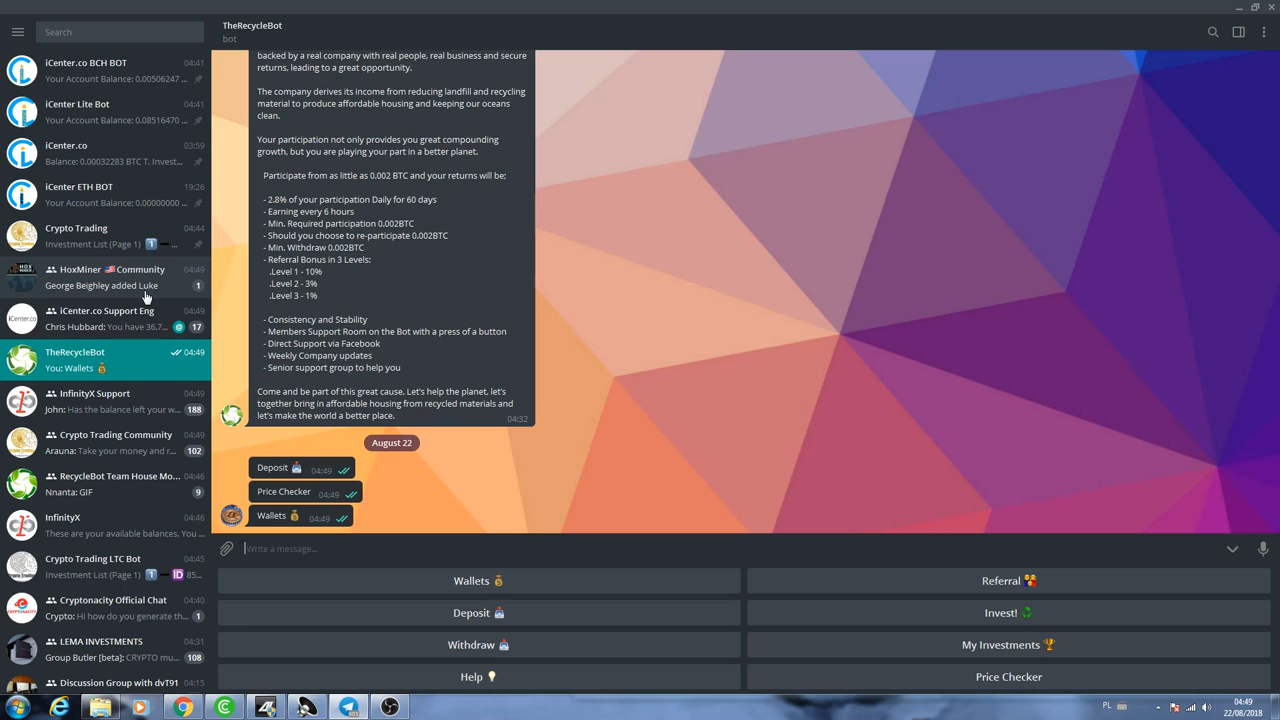 Search
iCenter.co BCH BOT 04:41
Your Account Balance: 0.00506247 ...
iCenter Lite Bot 04:41
Your Account Balance: 0.08516470 ...
iCenter.co 03:59
Balance: 0.00032283 BTC T. Invest...
iCenter ETH BOT 19:26
Your Account Balance: 0.00000000 ...
Crypto Trading 04:44
Investment List (Page) 1️⃣ ➖ ...
HoxMiner 🇺🇸Community 04:49
George Beighley added Luke 1
iCenter.co Support Eng 04:49
Chris Hubbard: You have 36.7... @ 17
TheRecycleBot 04:49
You: Wallets 💰
InfinityX Support 04:49
John: Has the balance left your w... 188
Crypto Trading Community 04:49
Arauna: Take your money and r... 102
RecycleBot Team House Mo... 04:46
Nnanta: GIF 9
InfinityX 04:46
These are your available balances. You ...
Crypto Trading LTC Bot 04:45
Investment List (Page) 1️⃣ ➖ 🆔 85...
Cryptonacity Official Chat 04:40
Crypto: Hi how do you generate th... 1
LEMA INVESTMENTS 04:31
Group Butler [beta]: CRYPTO mu... 108
Discussion Group with dvT91 04:15
TheRecycleBot
bot
backed by a real company with real people, real business and secure
returns, leading to a great opportunity.
The company derives its income from reducing landfill and recycling
material to produce affordable housing and keeping our oceans
clean.
Your participation not only provides you great compounding
growth, but you are playing your part in a better planet.
Participate from as little as 0.002 BTC and your returns will be;
- 2.8% of your participation Daily for 60 days
- Earning every 6 hours
- Min. Required participation 0.002BTC
- Should you choose to re-participate 0.002BTC
- Min. Withdraw 0.002BTC
- Referral Bonus in 3 Levels:
.Level 1 - 10%
.Level 2 - 3%
.Level 3 - 1%
- Consistency and Stability
- Members Support Room on the Bot with a press of a button
- Direct Support via Facebook
- Weekly Company updates
- Senior support group to help you
Come and be part of this great cause. Let's help the planet, let's
together bring in affordable housing from recycled materials and
let's make the world a better place. 04:32
August 22
Deposit 📩 04:49
Price Checker 04:49
Wallets 💰 04:49
Write a message...
Wallets 💰 Referral 👫
Deposit 📩 Invest! ♻
Withdraw 📩 My Investments 🏆
Help 💡 Price Checker
PL 04:49
22/08/2018